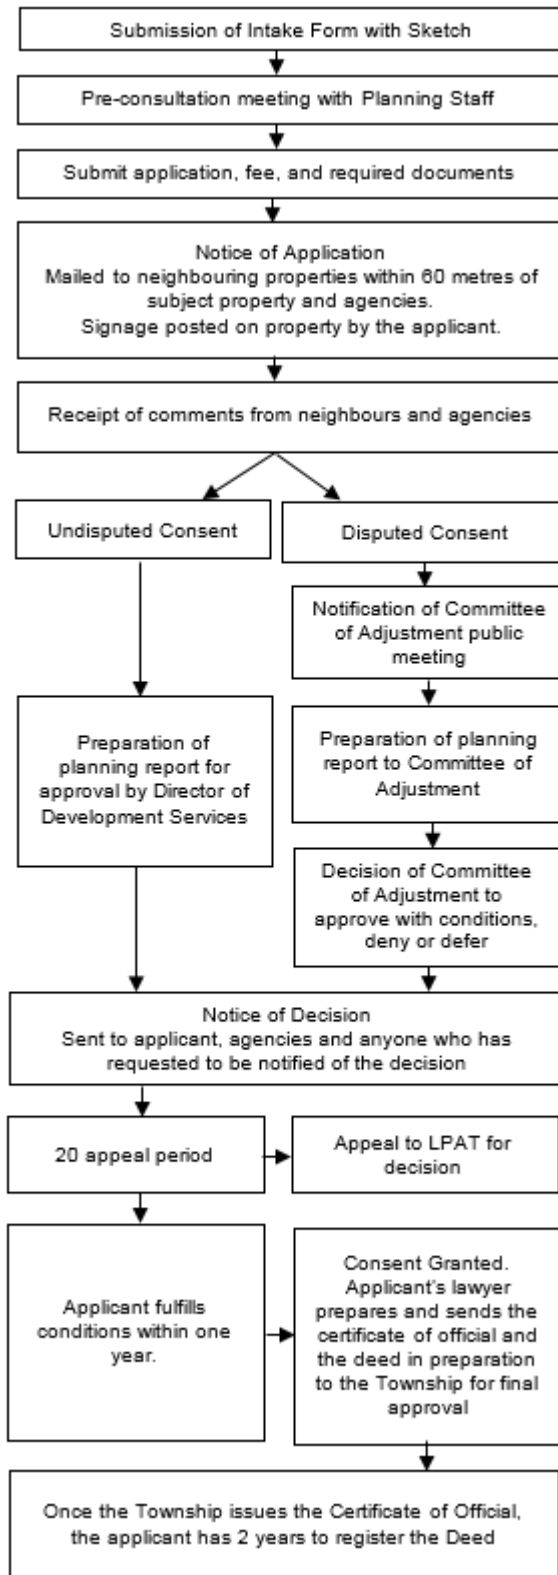 Submission of Intake Form with Sketch
Pre-consultation meeting with Planning Staff
Submit application, fee, and required documents
Notice of Application
Mailed to neighbouring properties within 60 metres of
subject property and agencies.
Signage posted on property by the applicant.
Receipt of comments from neighbours and agencies
Undisputed Consent
Disputed Consent
Notification of Committee
of Adjustment public
meeting
Preparation of
planning report for
approval by Director of
Development Services
Preparation of planning
report to Committee of
Adjustment
Decision of Committee
of Adjustment to
approve with conditions,
deny or defer
Notice of Decision
Sent to applicant, agencies and anyone who has
requested to be notified of the decision
20 appeal period
Appeal to LPAT for
decision
Applicant fulfills
conditions within one
year.
Consent Granted.
Applicant's lawyer
prepares and sends the
certificate of official and
the deed in preparation
to the Township for final
approval
Once the Township issues the Certificate of Official,
the applicant has 2 years to register the Deed